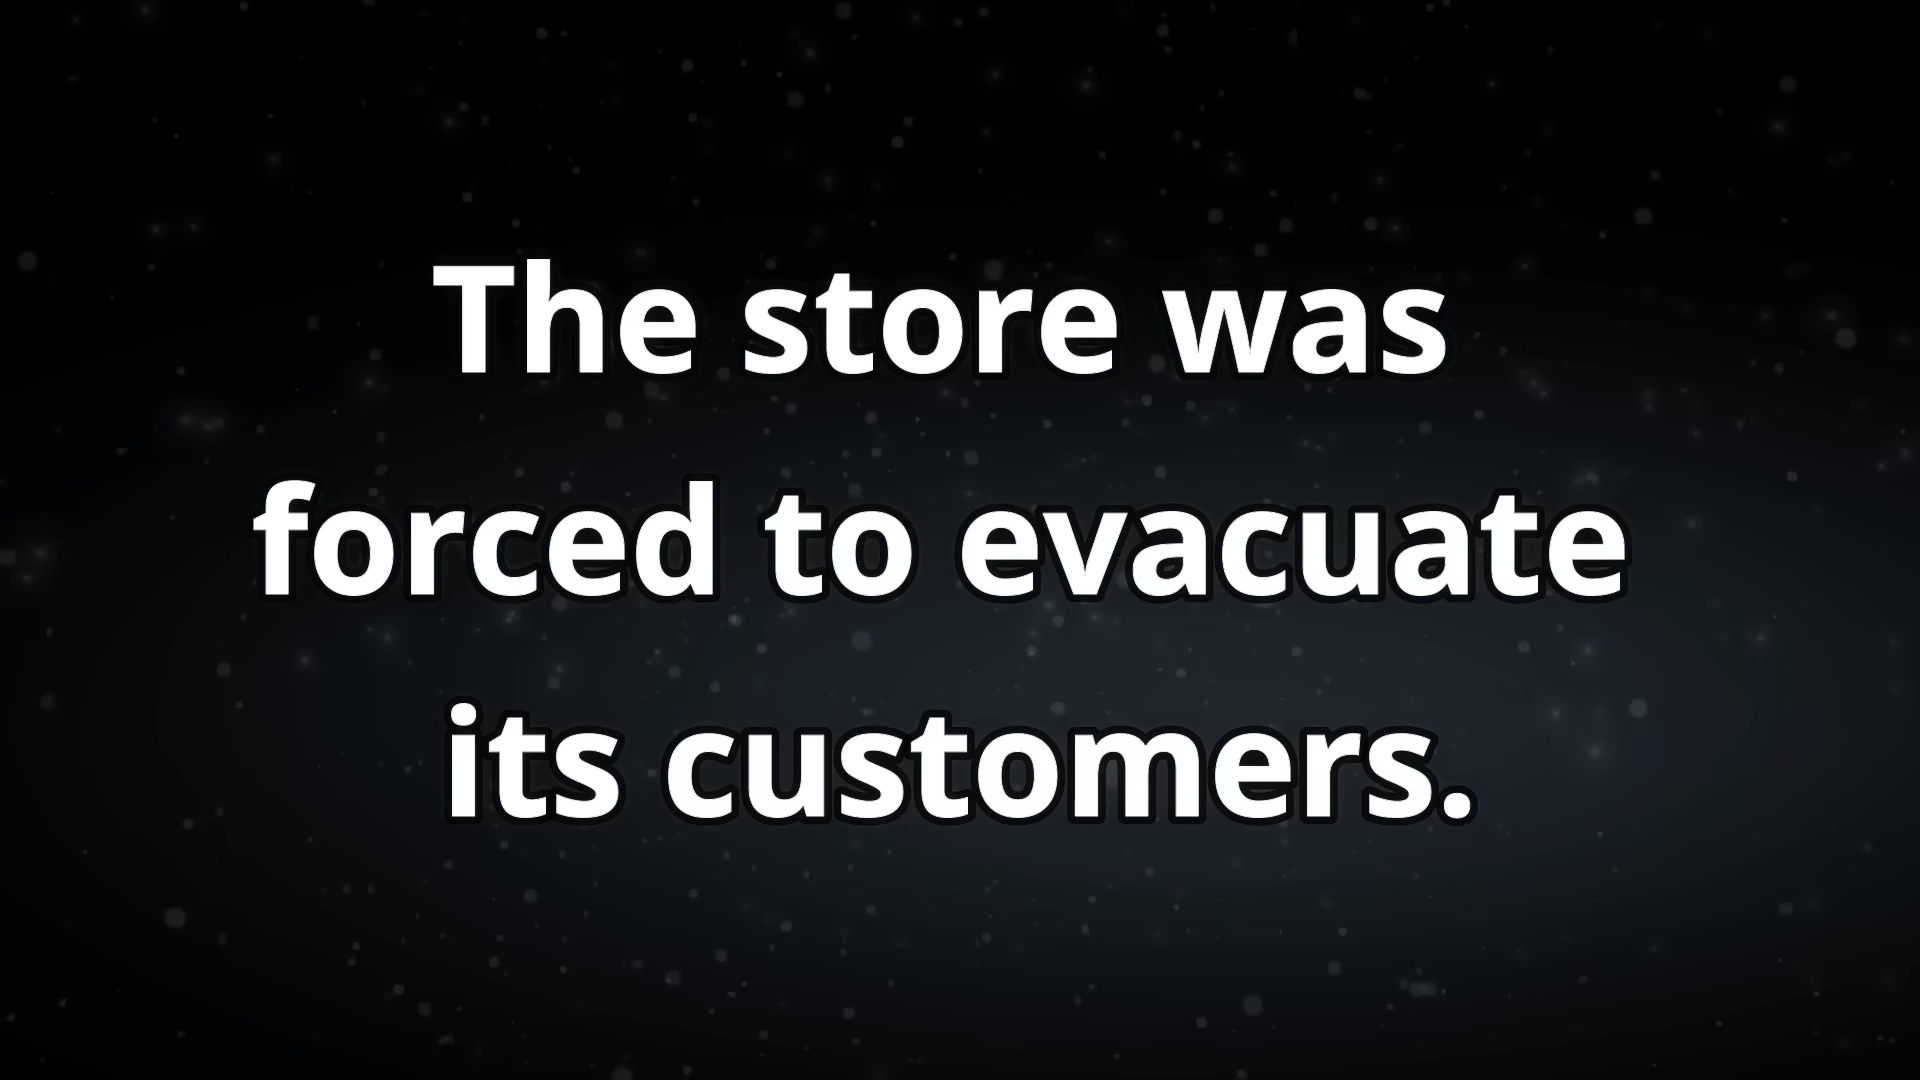 The store was
forced to evacuate
its customers.